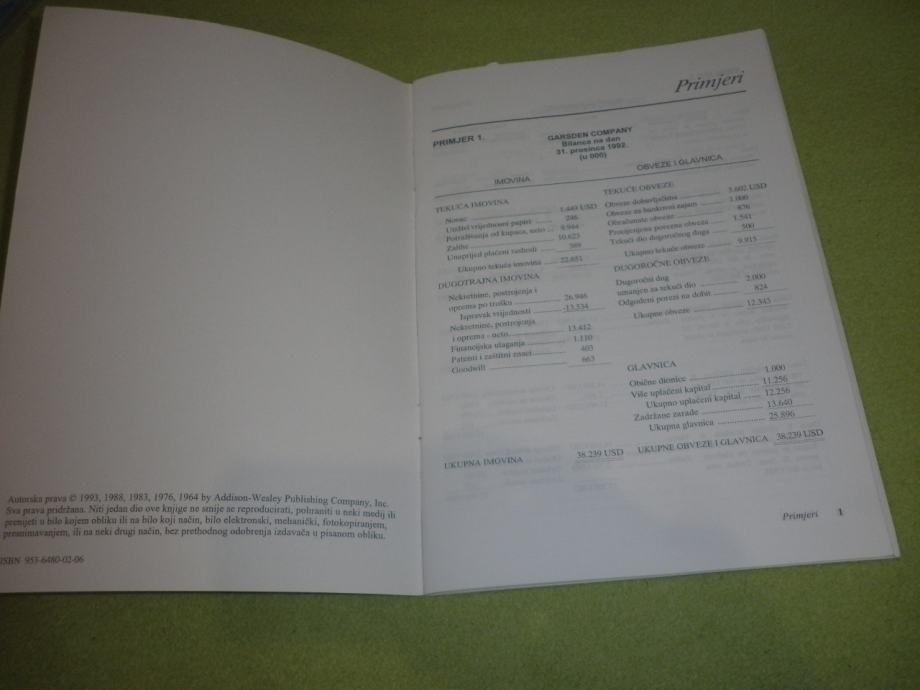 Autorska prava © 1993, 1988, 1983, 1976, 1964 by Addison-Wesley Publishing Company, Inc.
Sva prava pridržana. Niti jedan dio ove knjige ne smije se reproducirati, pohraniti u neki medij ili
prenijeti u bilo kojem obliku ili na bilo koji način, bilo elektronski, mehanički, fotokopiranjem,
presnimavanjem, ili na neki drugi način, bez prethodnog odobrenja izdavača u pisanom obliku.
ISBN 953-6480-02-06
Primjeri
PRIMJER 1.
GARSDEN COMPANY
Bilanca na dan
31. prosinca 1992.
(u 000)
IMOVINA
OBVEZE I GLAVNICA
TEKUĆA IMOVINA
Novac 1.449 USD
Utrživi vrijednosni papiri 246
Potraživanja od kupaca, neto 9.944
Zalihe 10.623
Unaprijed plaćeni rashodi 389
Ukupno tekuća imovina 22.651
DUGOTRAJNA IMOVINA
Nekretnine, postrojenja i
oprema po trošku 26.946
Ispravak vrijednosti -13.534
Nekretnine, postrojenja
i oprema - neto 13.412
Financijska ulaganja 1.110
Patenti i zaštitni znaci 403
Goodwill 663
UKUPNA IMOVINA 38.239 USD
TEKUĆE OBVEZE
Obveze dobavljačima 5.602 USD
Obveze za bankovni zajam 1.000
Obračunate obveze 876
Procijenjena porezna obveza 1.541
Tekući dio dugoročnog duga 500
Ukupno tekuće obveze 9.915
DUGOROČNE OBVEZE
Dugoročni dug
umanjen za tekući dio 2.000
Odgođeni porezi na dobit 824
Ukupne obveze 12.343
GLAVNICA
Obične dionice 1.000
Više uplaćeni kapital 11.256
Ukupno uplaćeni kapital 12.256
Zadržane zarade 13.640
Ukupna glavnica 25.896
UKUPNE OBVEZE I GLAVNICA 38.239 USD
Primjeri 1